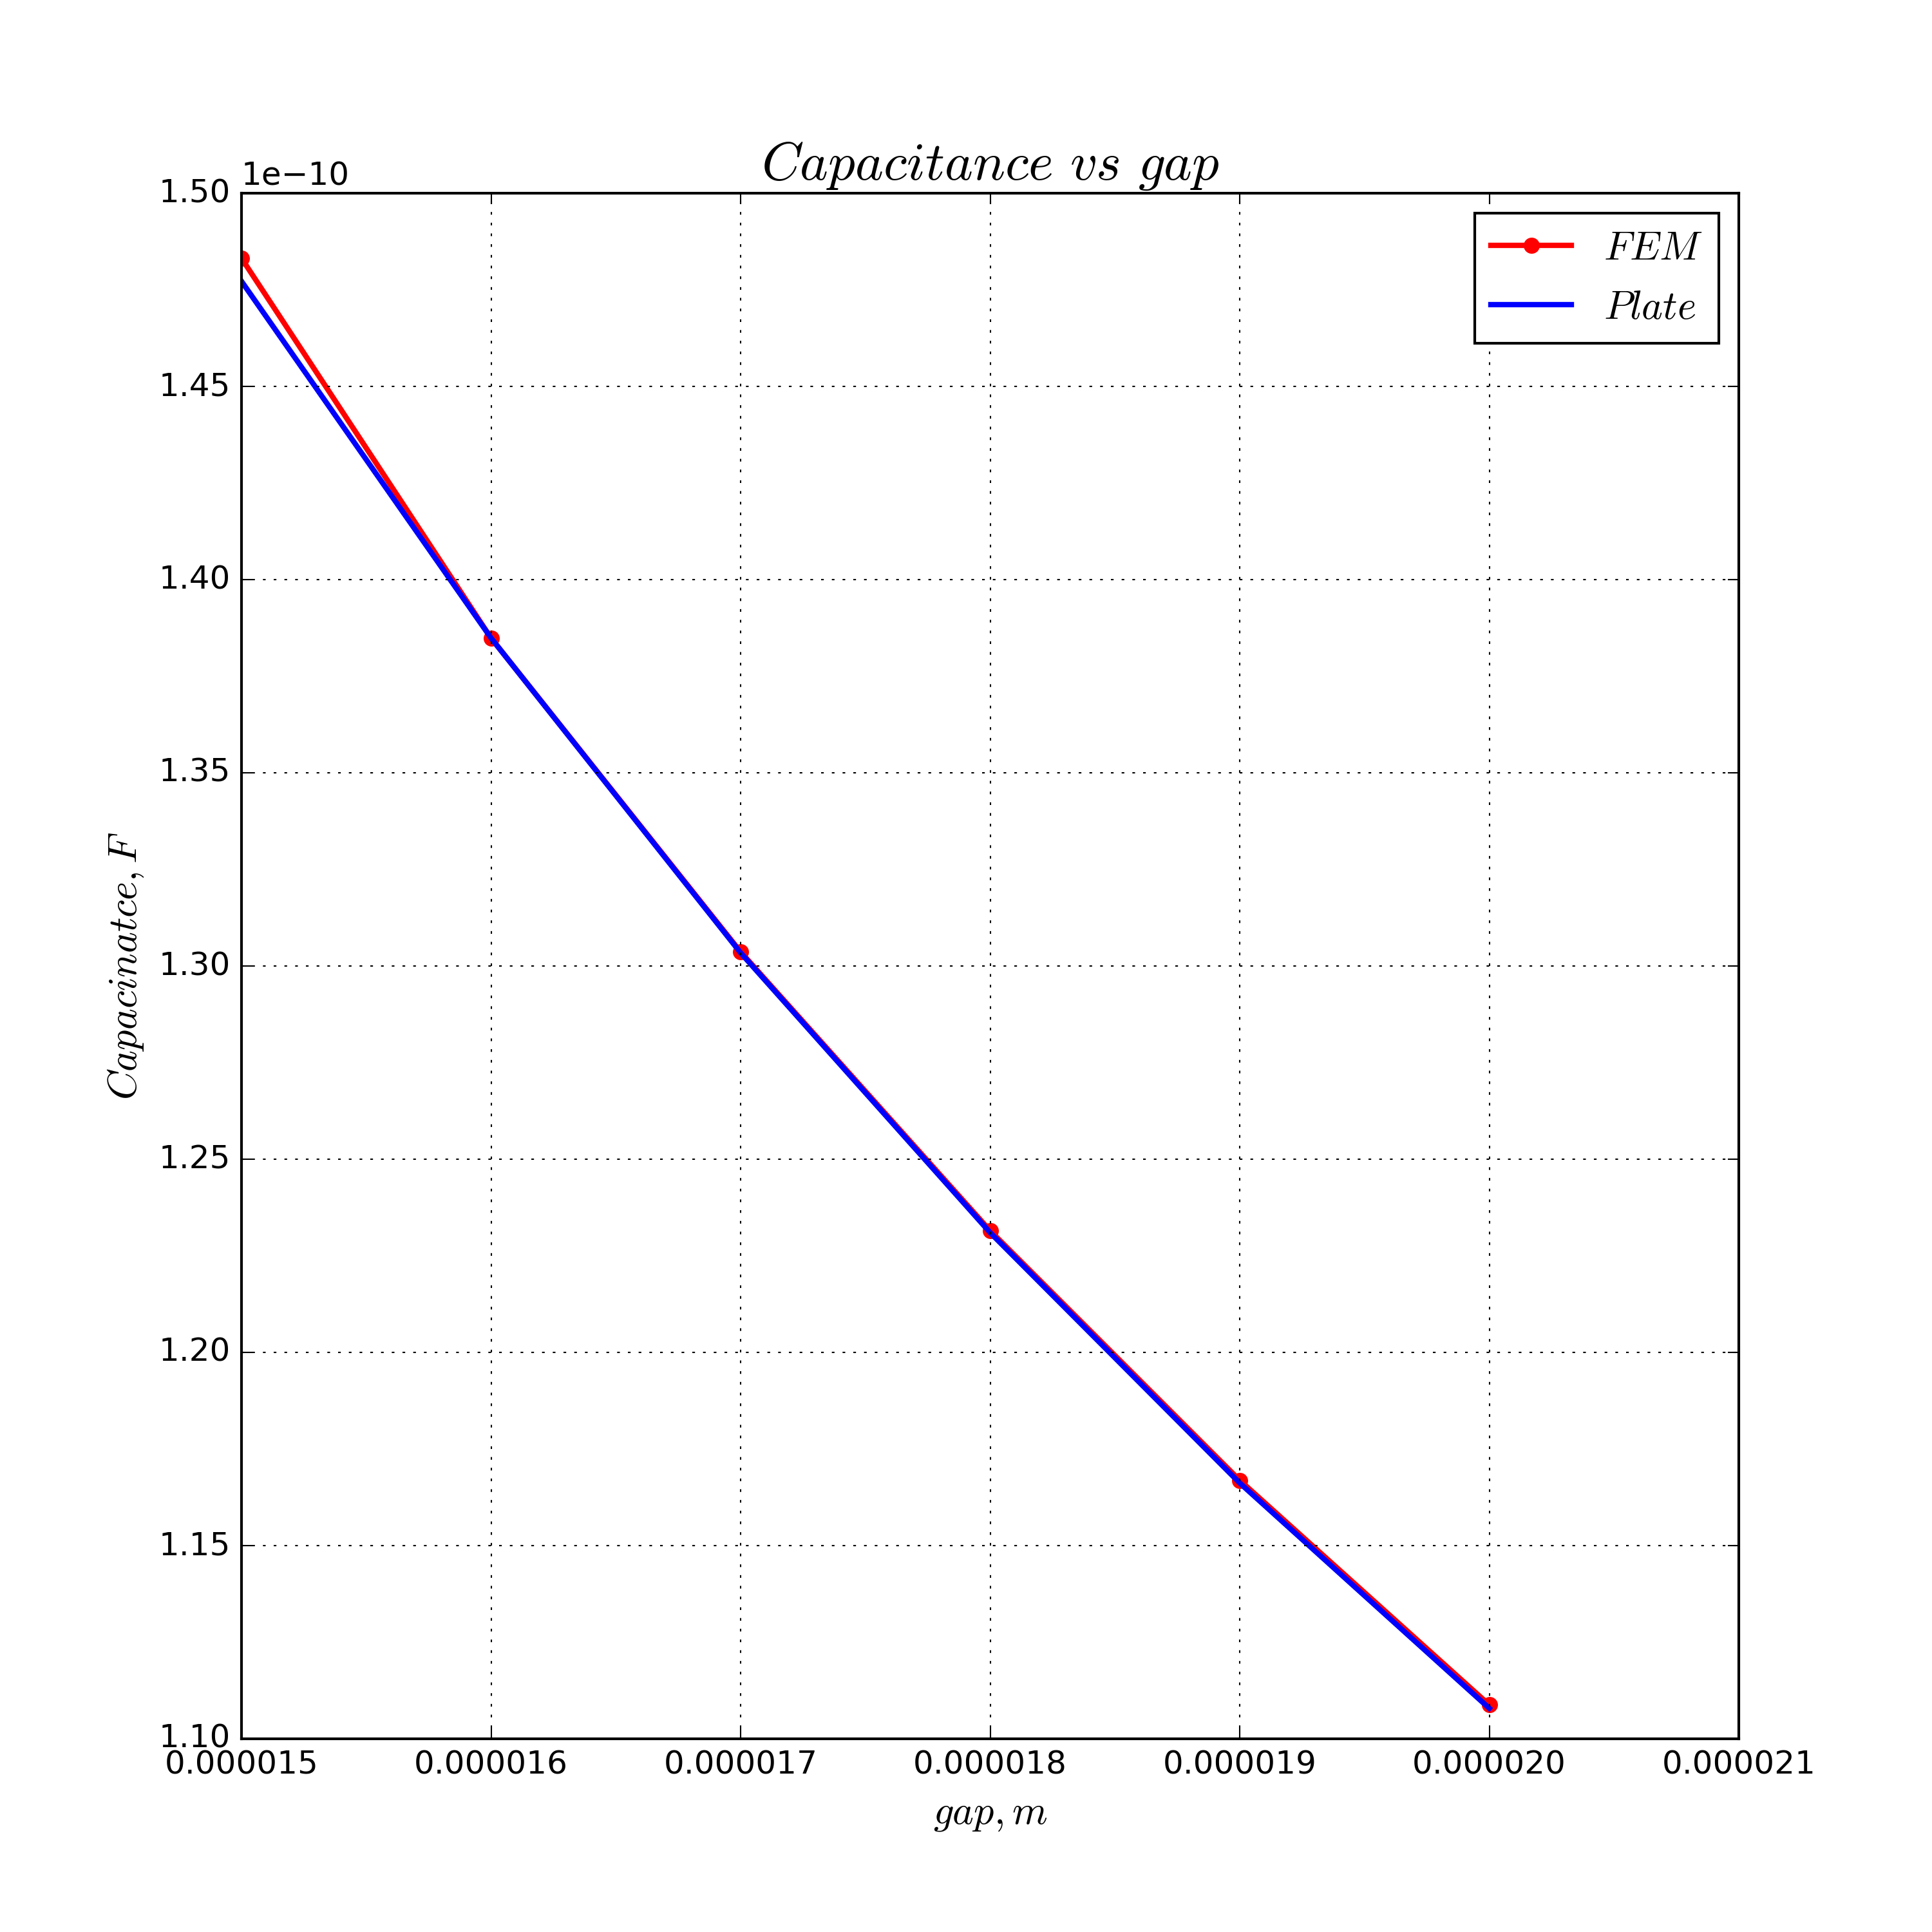 Capacitance vs gap
1e−10
1.50
1.45
1.40
1.35
1.30
1.25
1.20
1.15
1.10
Capacinatce, F
FEM
Plate
0.000015 0.000016 0.000017 0.000018 0.000019 0.000020 0.000021
gap, m